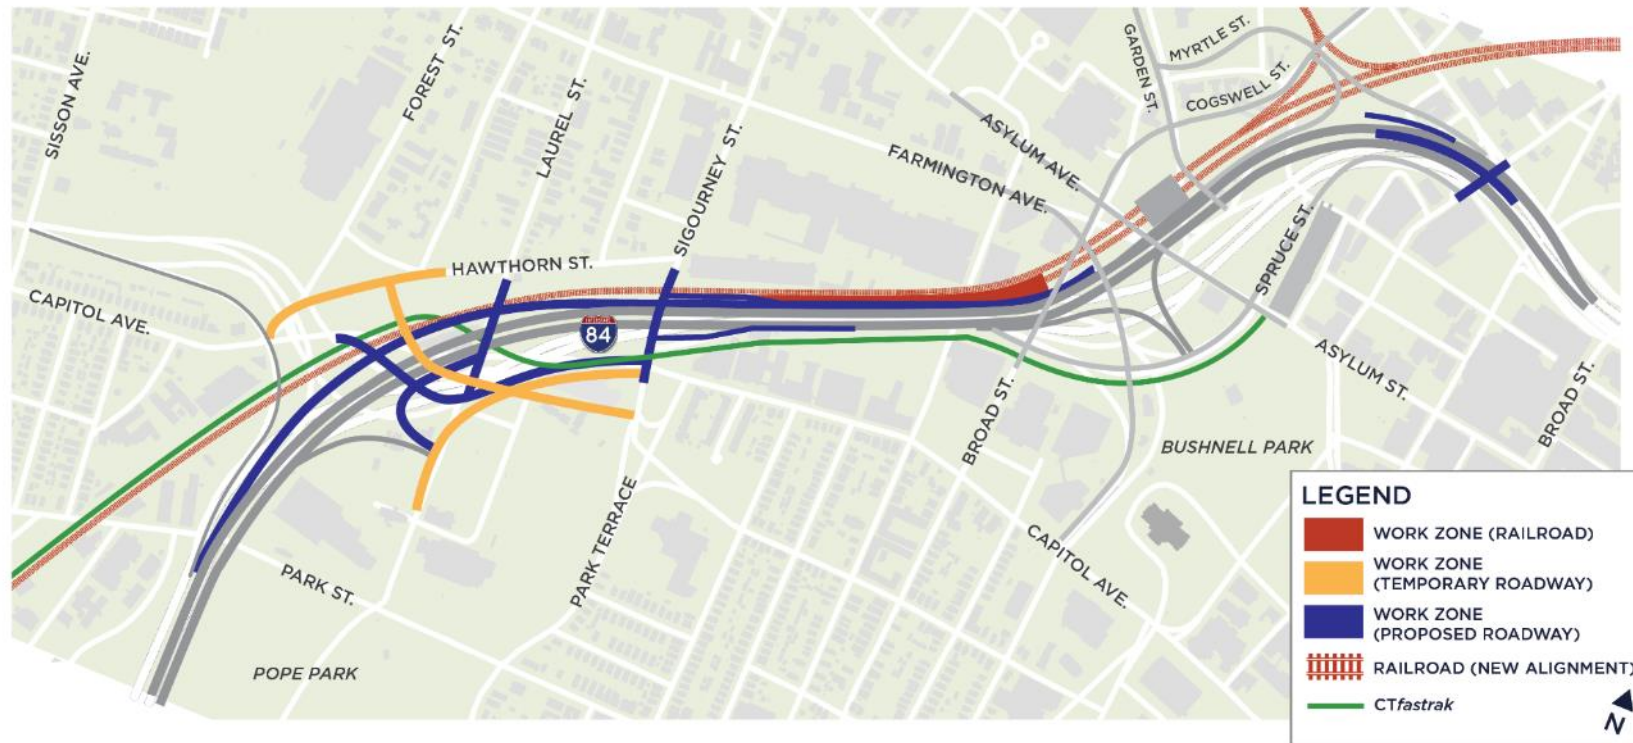 SISSON AVE.
FOREST ST.
LAUREL ST.
SIGOURNEY ST.
GARDEN ST.
MYRTLE ST.
COGSWELL ST.
ASYLUM AVE.
FARMINGTON AVE.
HAWTHORN ST.
CAPITOL AVE.
84
SPRUCE ST.
ASYLUM ST.
BROAD ST.
BROAD ST.
BUSHNELL PARK
PARK TERRACE
CAPITOL AVE.
PARK ST.
POPE PARK
LEGEND
WORK ZONE (RAILROAD)
WORK ZONE
(TEMPORARY ROADWAY)
WORK ZONE
(PROPOSED ROADWAY)
RAILROAD (NEW ALIGNMENT)
CTfastrak
N